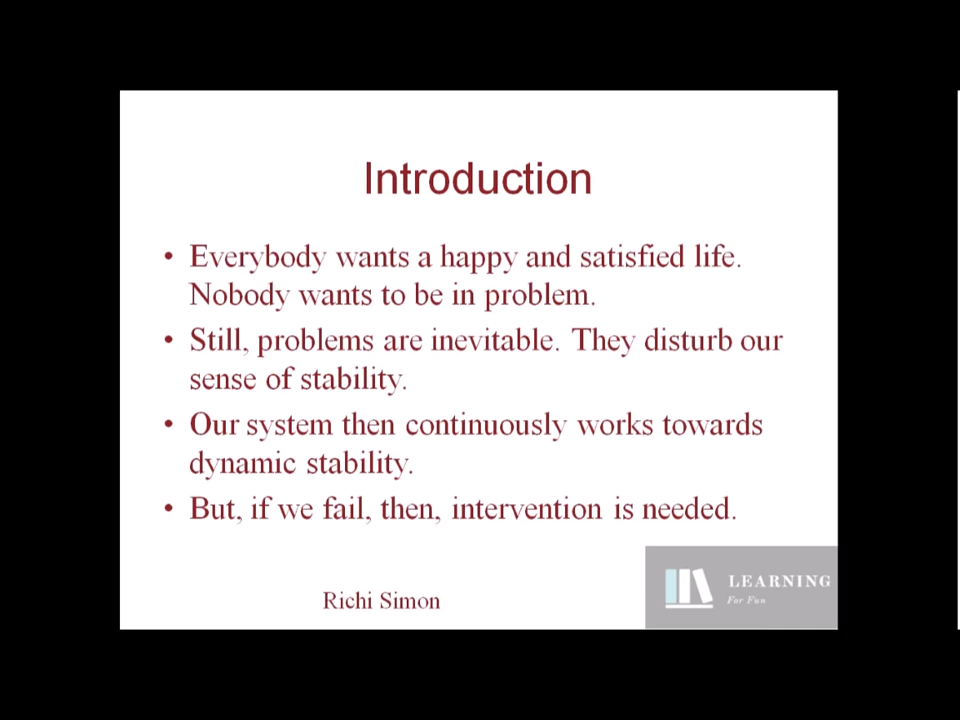 Introduction
• Everybody wants a happy and satisfied life.
Nobody wants to be in problem.
• Still, problems are inevitable. They disturb our
sense of stability.
• Our system then continuously works towards
dynamic stability.
• But, if we fail, then, intervention is needed.
Richi Simon
LEARNING
For Fun